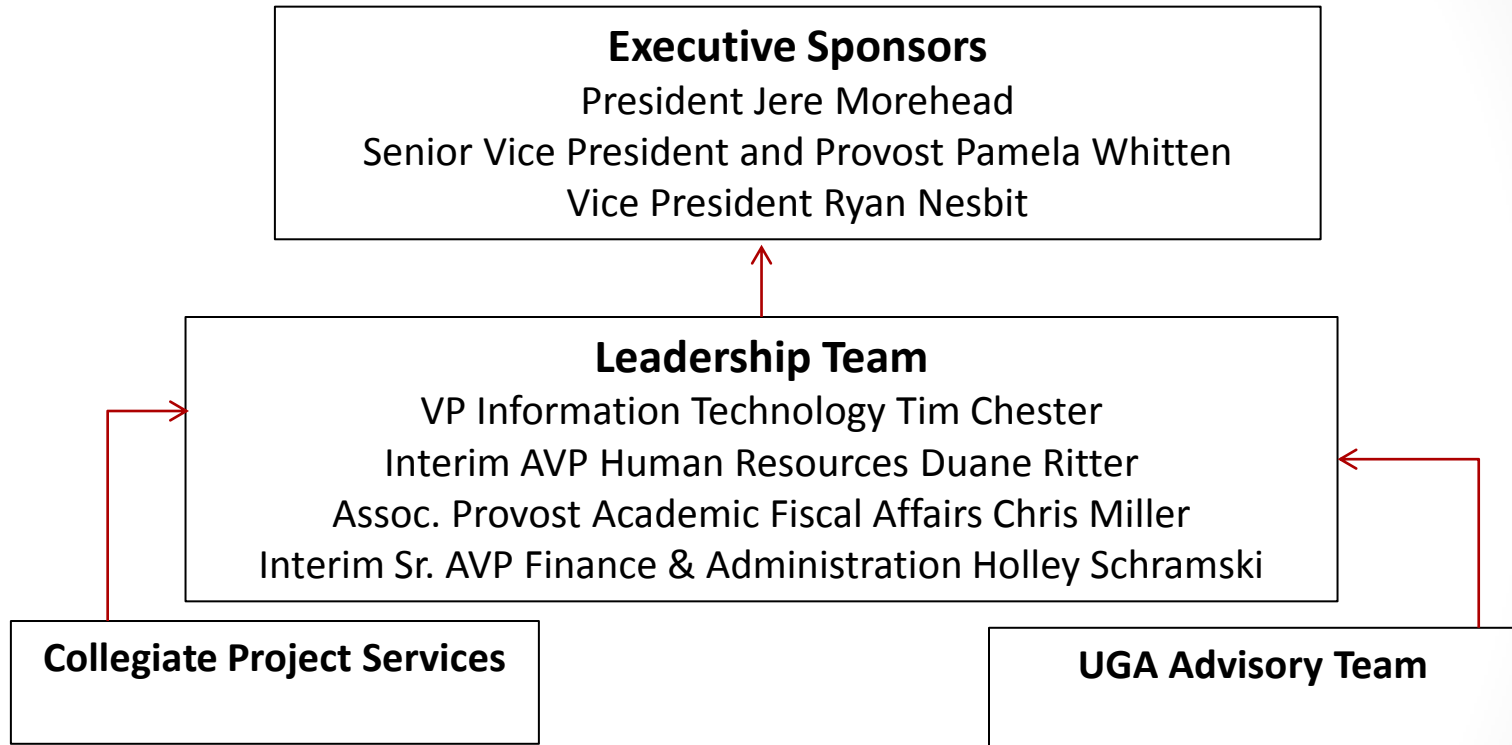 Executive Sponsors
President Jere Morehead
Senior Vice President and Provost Pamela Whitten
Vice President Ryan Nesbit
Leadership Team
VP Information Technology Tim Chester
Interim AVP Human Resources Duane Ritter
Assoc. Provost Academic Fiscal Affairs Chris Miller
Interim Sr. AVP Finance & Administration Holley Schramski
Collegiate Project Services
UGA Advisory Team